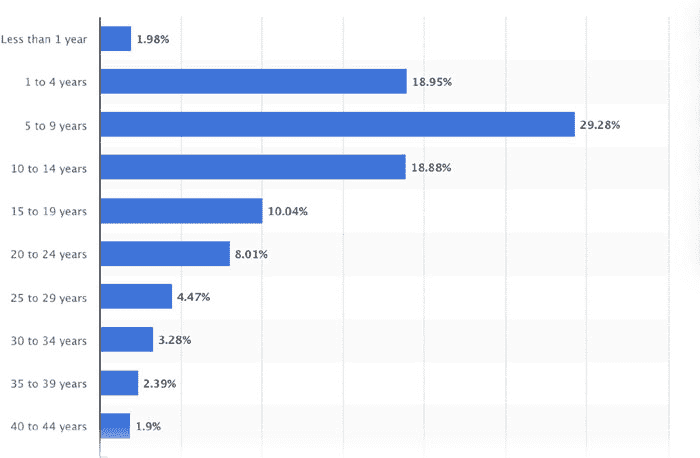 Less than 1 year 1.98%
1 to 4 years 18.95%
5 to 9 years 29.28%
10 to 14 years 18.88%
15 to 19 years 10.04%
20 to 24 years 8.01%
25 to 29 years 4.47%
30 to 34 years 3.28%
35 to 39 years 2.39%
40 to 44 years 1.9%